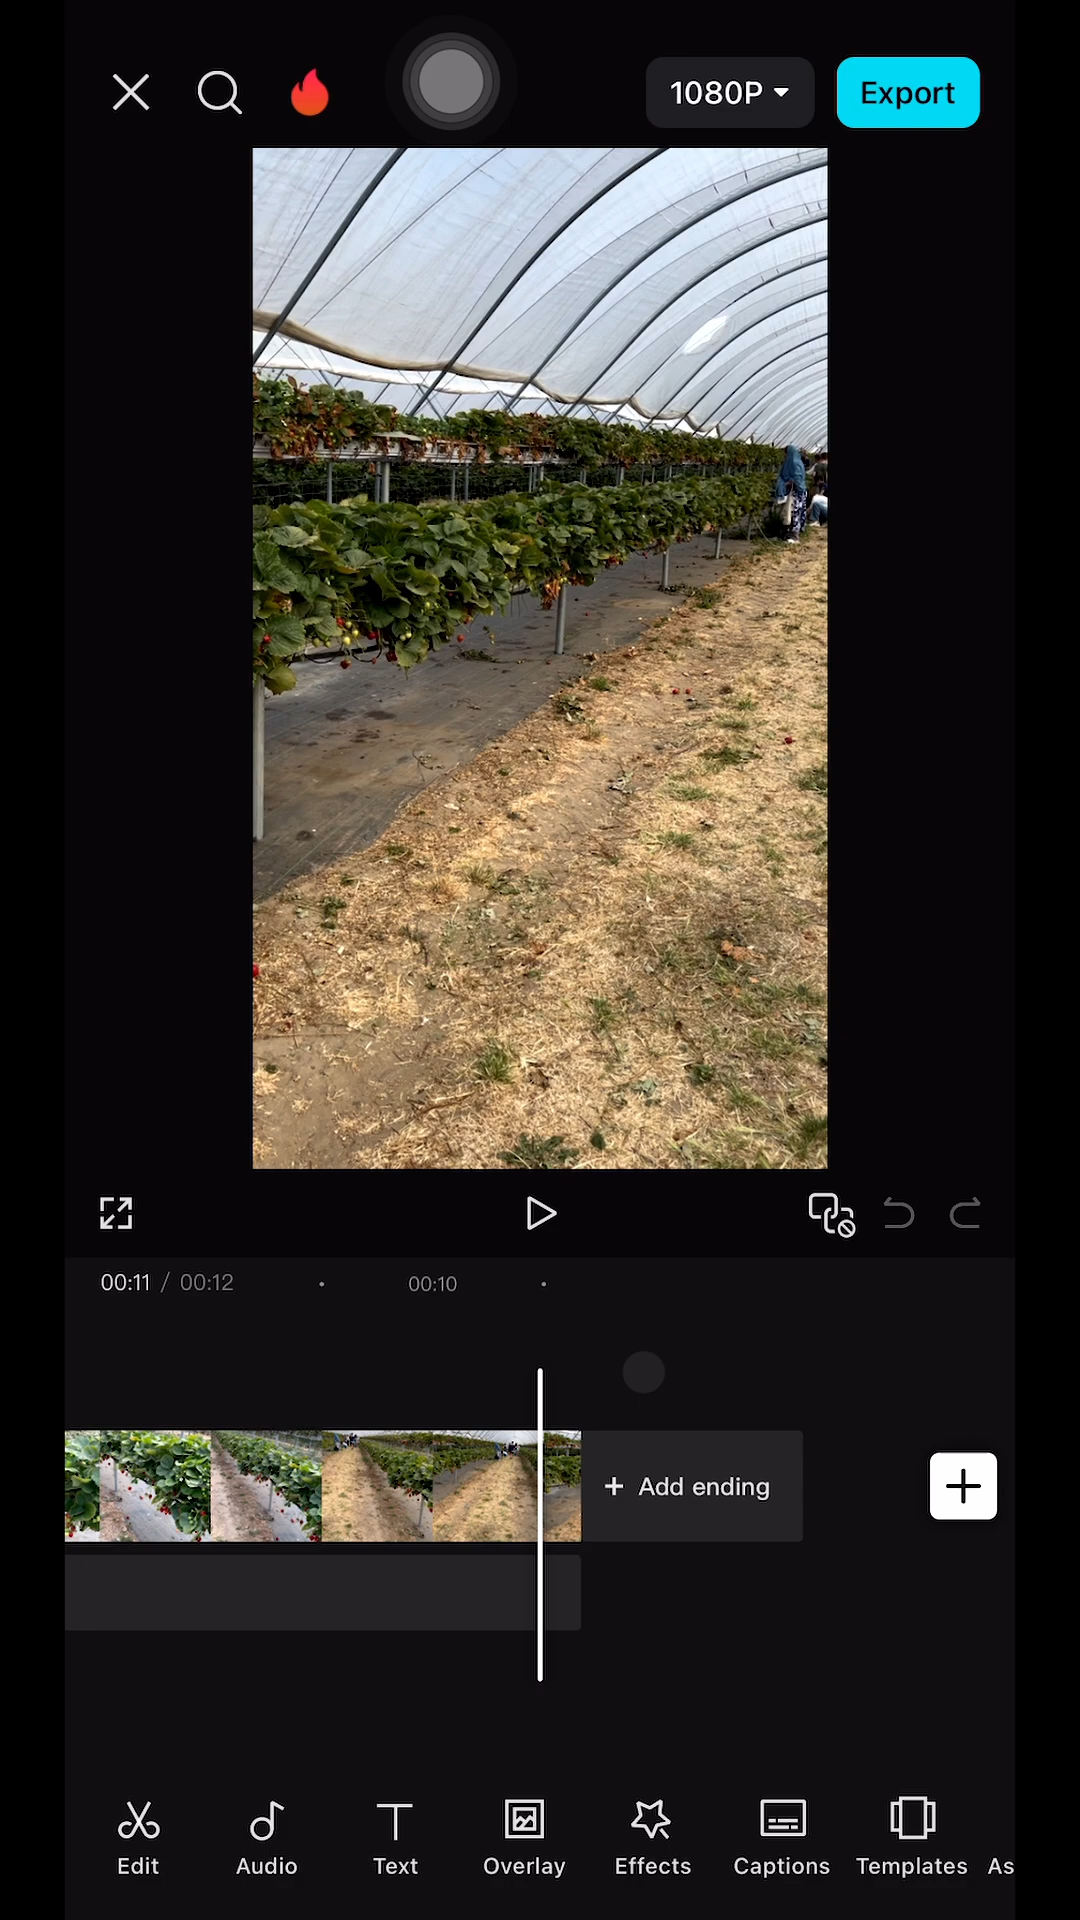 1080P
Export
00:11 / 00:12
00:10
+ Add ending
Edit
Audio
Text
Overlay
Effects
Captions
Templates
As